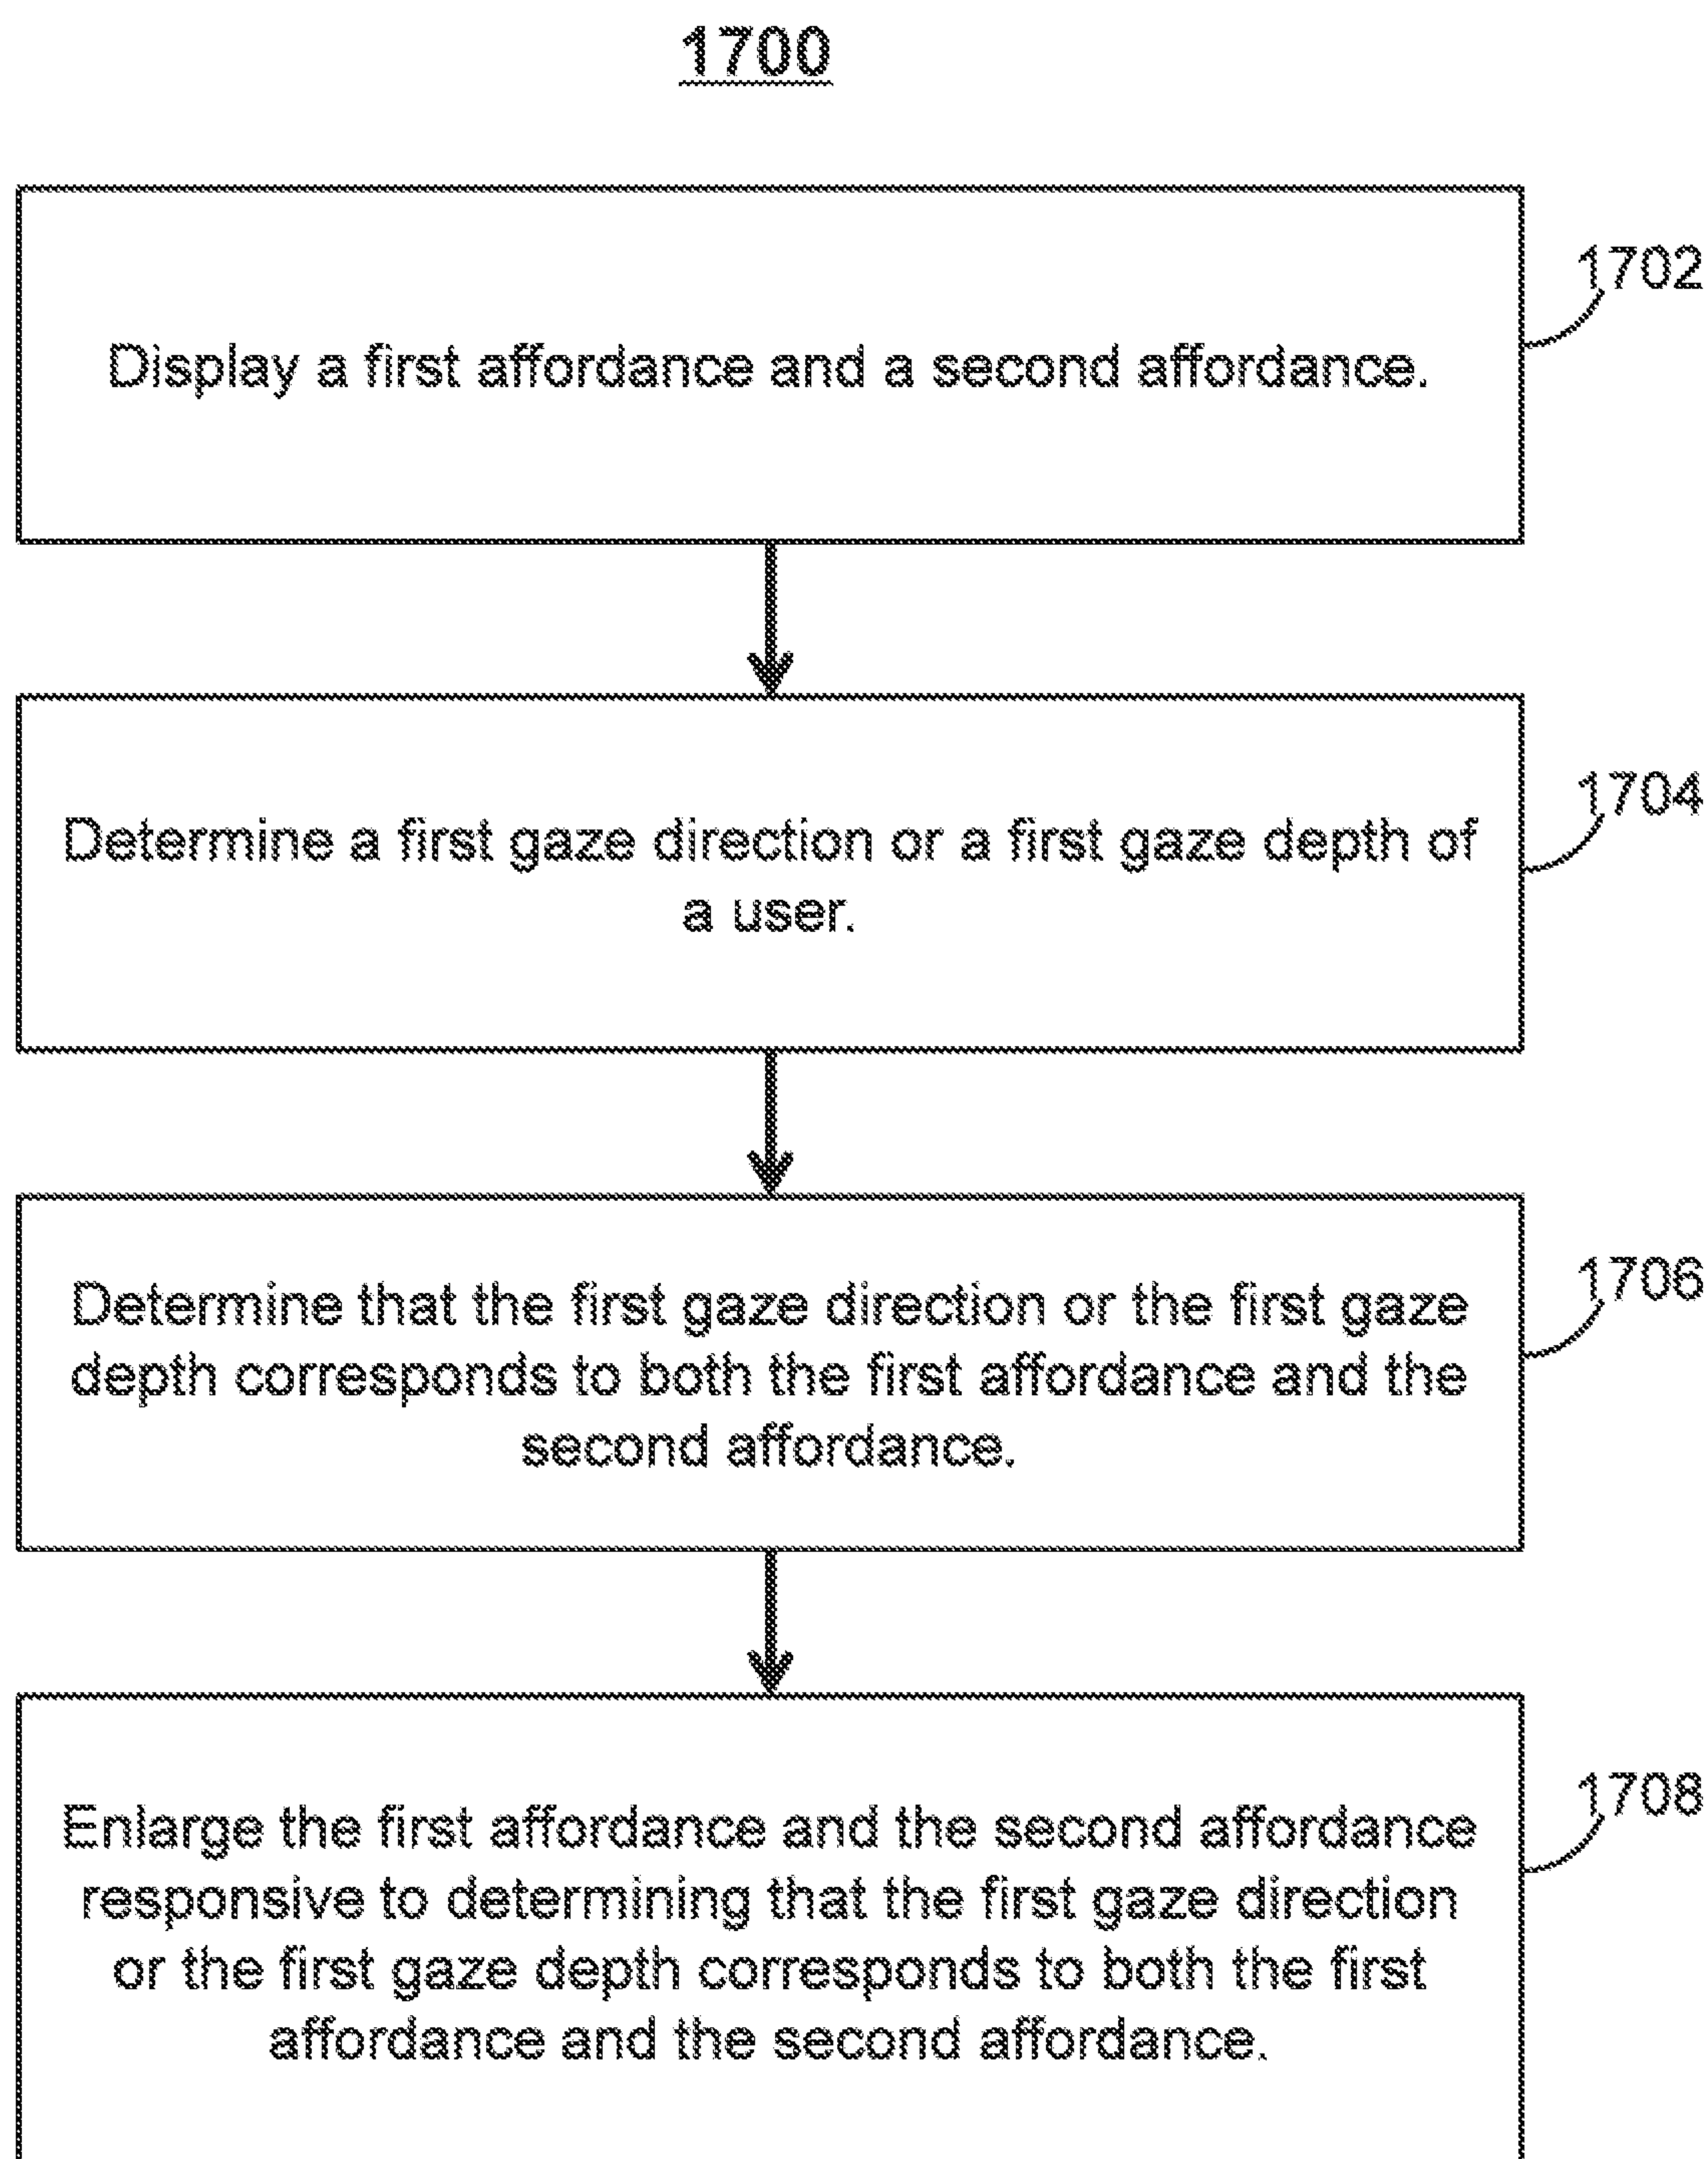 1700
1702
Display a first affordance and a second affordance.
1704
Determine a first gaze direction or a first gaze depth of
a user.
1706
Determine that the first gaze direction or the first gaze
depth corresponds to both the first affordance and the
second affordance.
1708
Enlarge the first affordance and the second affordance
responsive to determining that the first gaze direction
or the first gaze depth corresponds to both the first
affordance and the second affordance.